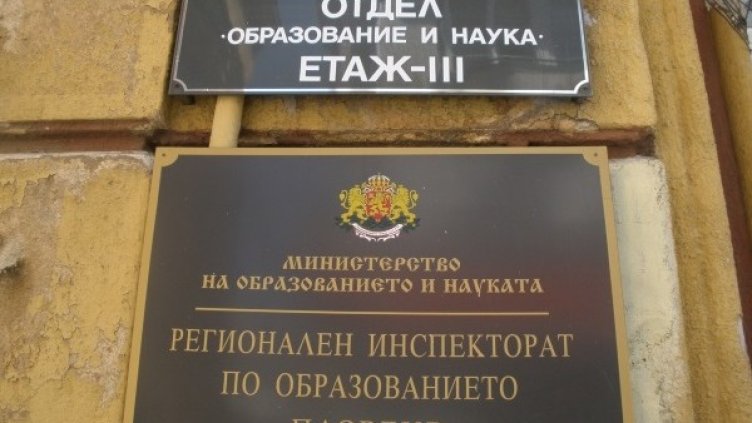 ОТДЕЛ
·ОБРАЗОВАНИЕ И НАУКА·
ЕТАЖ-III
МИНИСТЕРСТВО
НА ОБРАЗОВАНИЕТО И НАУКАТА
РЕГИОНАЛЕН ИНСПЕКТОРАТ
ПО ОБРАЗОВАНИЕТО